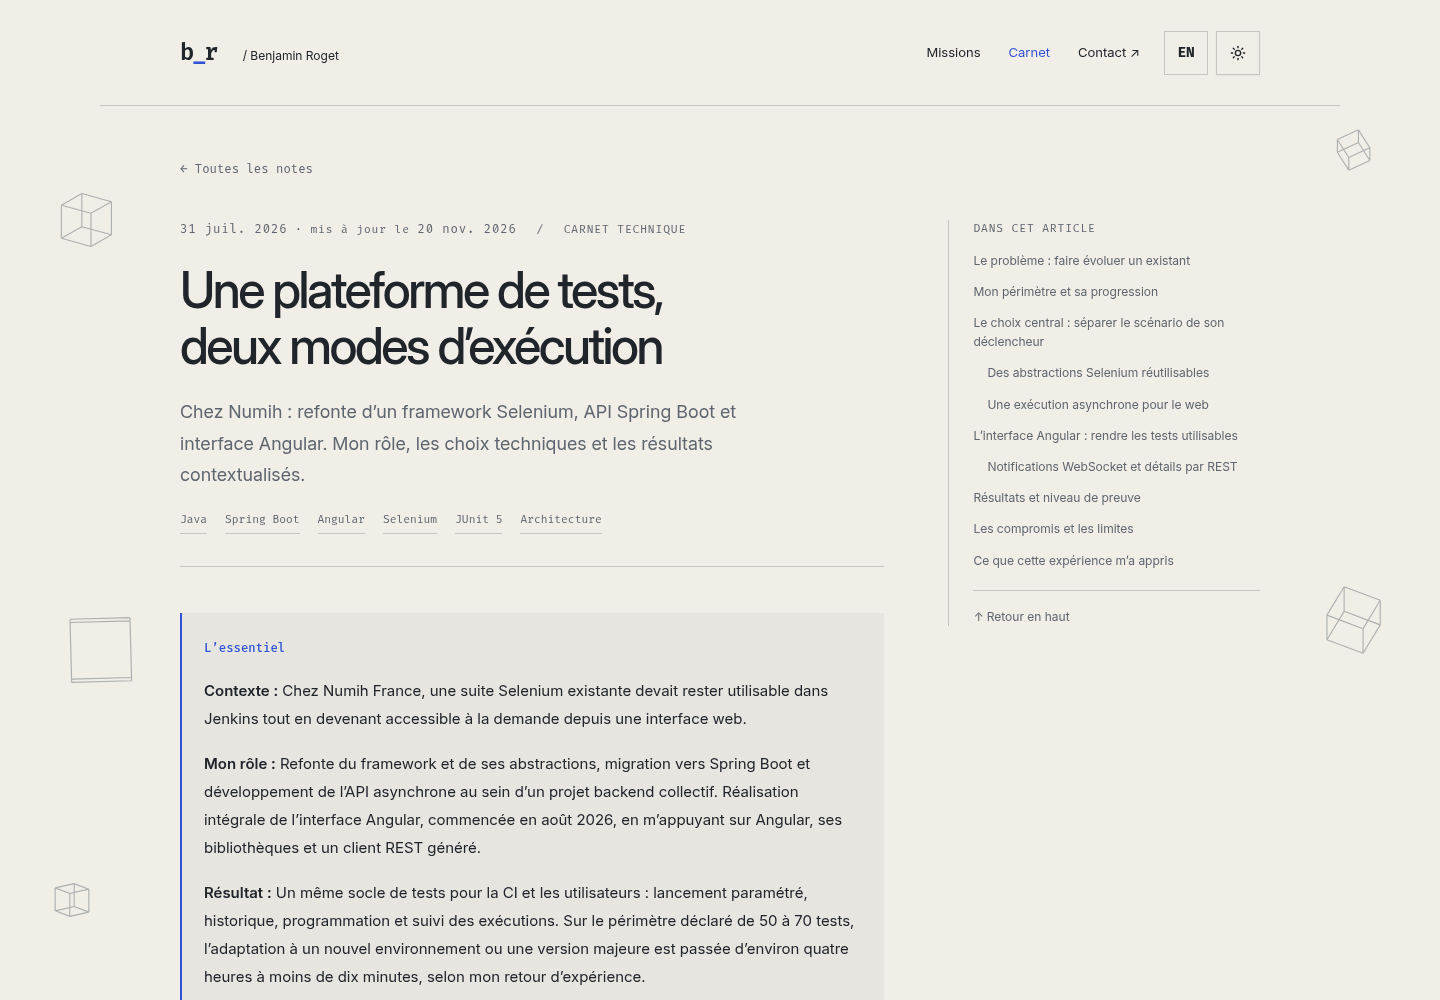 b_r / Benjamin Roget
Missions Carnet Contact ↗ EN
← Toutes les notes
31 juil. 2026 · mis à jour le 20 nov. 2026 / CARNET TECHNIQUE
Une plateforme de tests,
deux modes d’exécution
Chez Numih : refonte d’un framework Selenium, API Spring Boot et
interface Angular. Mon rôle, les choix techniques et les résultats
contextualisés.
Java Spring Boot Angular Selenium JUnit 5 Architecture
DANS CET ARTICLE
Le problème : faire évoluer un existant
Mon périmètre et sa progression
Le choix central : séparer le scénario de son
déclencheur
Des abstractions Selenium réutilisables
Une exécution asynchrone pour le web
L’interface Angular : rendre les tests utilisables
Notifications WebSocket et détails par REST
Résultats et niveau de preuve
Les compromis et les limites
Ce que cette expérience m’a appris
↑ Retour en haut
L’essentiel
Contexte : Chez Numih France, une suite Selenium existante devait rester utilisable dans
Jenkins tout en devenant accessible à la demande depuis une interface web.
Mon rôle : Refonte du framework et de ses abstractions, migration vers Spring Boot et
développement de l’API asynchrone au sein d’un projet backend collectif. Réalisation
intégrale de l’interface Angular, commencée en août 2026, en m’appuyant sur Angular, ses
bibliothèques et un client REST généré.
Résultat : Un même socle de tests pour la CI et les utilisateurs : lancement paramétré,
historique, programmation et suivi des exécutions. Sur le périmètre déclaré de 50 à 70 tests,
l’adaptation à un nouvel environnement ou une version majeure est passée d’environ quatre
heures à moins de dix minutes, selon mon retour d’expérience.